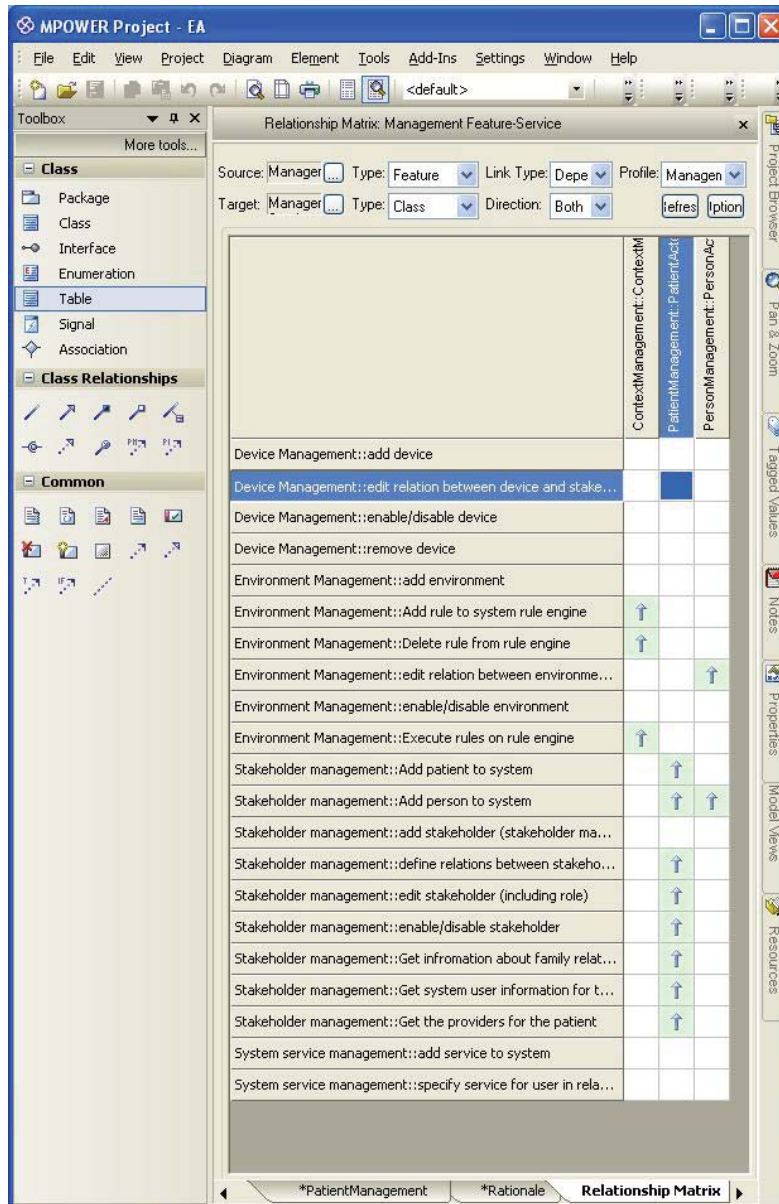 MPOWER Project - EA
File Edit View Project Diagram Element Tools Add-Ins Settings Window Help
<default>
Toolbox
More tools...
Class
Package
Class
Interface
Enumeration
Table
Signal
Association
Class Relationships
Common
Relationship Matrix: Management Feature-Service
Source: Manager ... Type: Feature Link Type: Depe Profile: Managen
Target: Manager ... Type: Class Direction: Both Refres Option
ContextManagement::ContextM
PatientManagement::PatientActo
PersonManagement::PersonAc
Device Management::add device
Device Management::edit relation between device and stake...
Device Management::enable/disable device
Device Management::remove device
Environment Management::add environment
Environment Management::Add rule to system rule engine
Environment Management::Delete rule from rule engine
Environment Management::edit relation between environme...
Environment Management::enable/disable environment
Environment Management::Execute rules on rule engine
Stakeholder management::Add patient to system
Stakeholder management::Add person to system
Stakeholder management::add stakeholder (stakeholder ma...
Stakeholder management::define relations between stakeho...
Stakeholder management::edit stakeholder (including role)
Stakeholder management::enable/disable stakeholder
Stakeholder management::Get infromation about family relat...
Stakeholder management::Get system user information for t...
Stakeholder management::Get the providers for the patient
System service management::add service to system
System service management::specify service for user in rela...
*PatientManagement *Rationale Relationship Matrix
Project Browser
Pan & Zoom
Tagged Values
Notes
Properties
Model Views
Resources